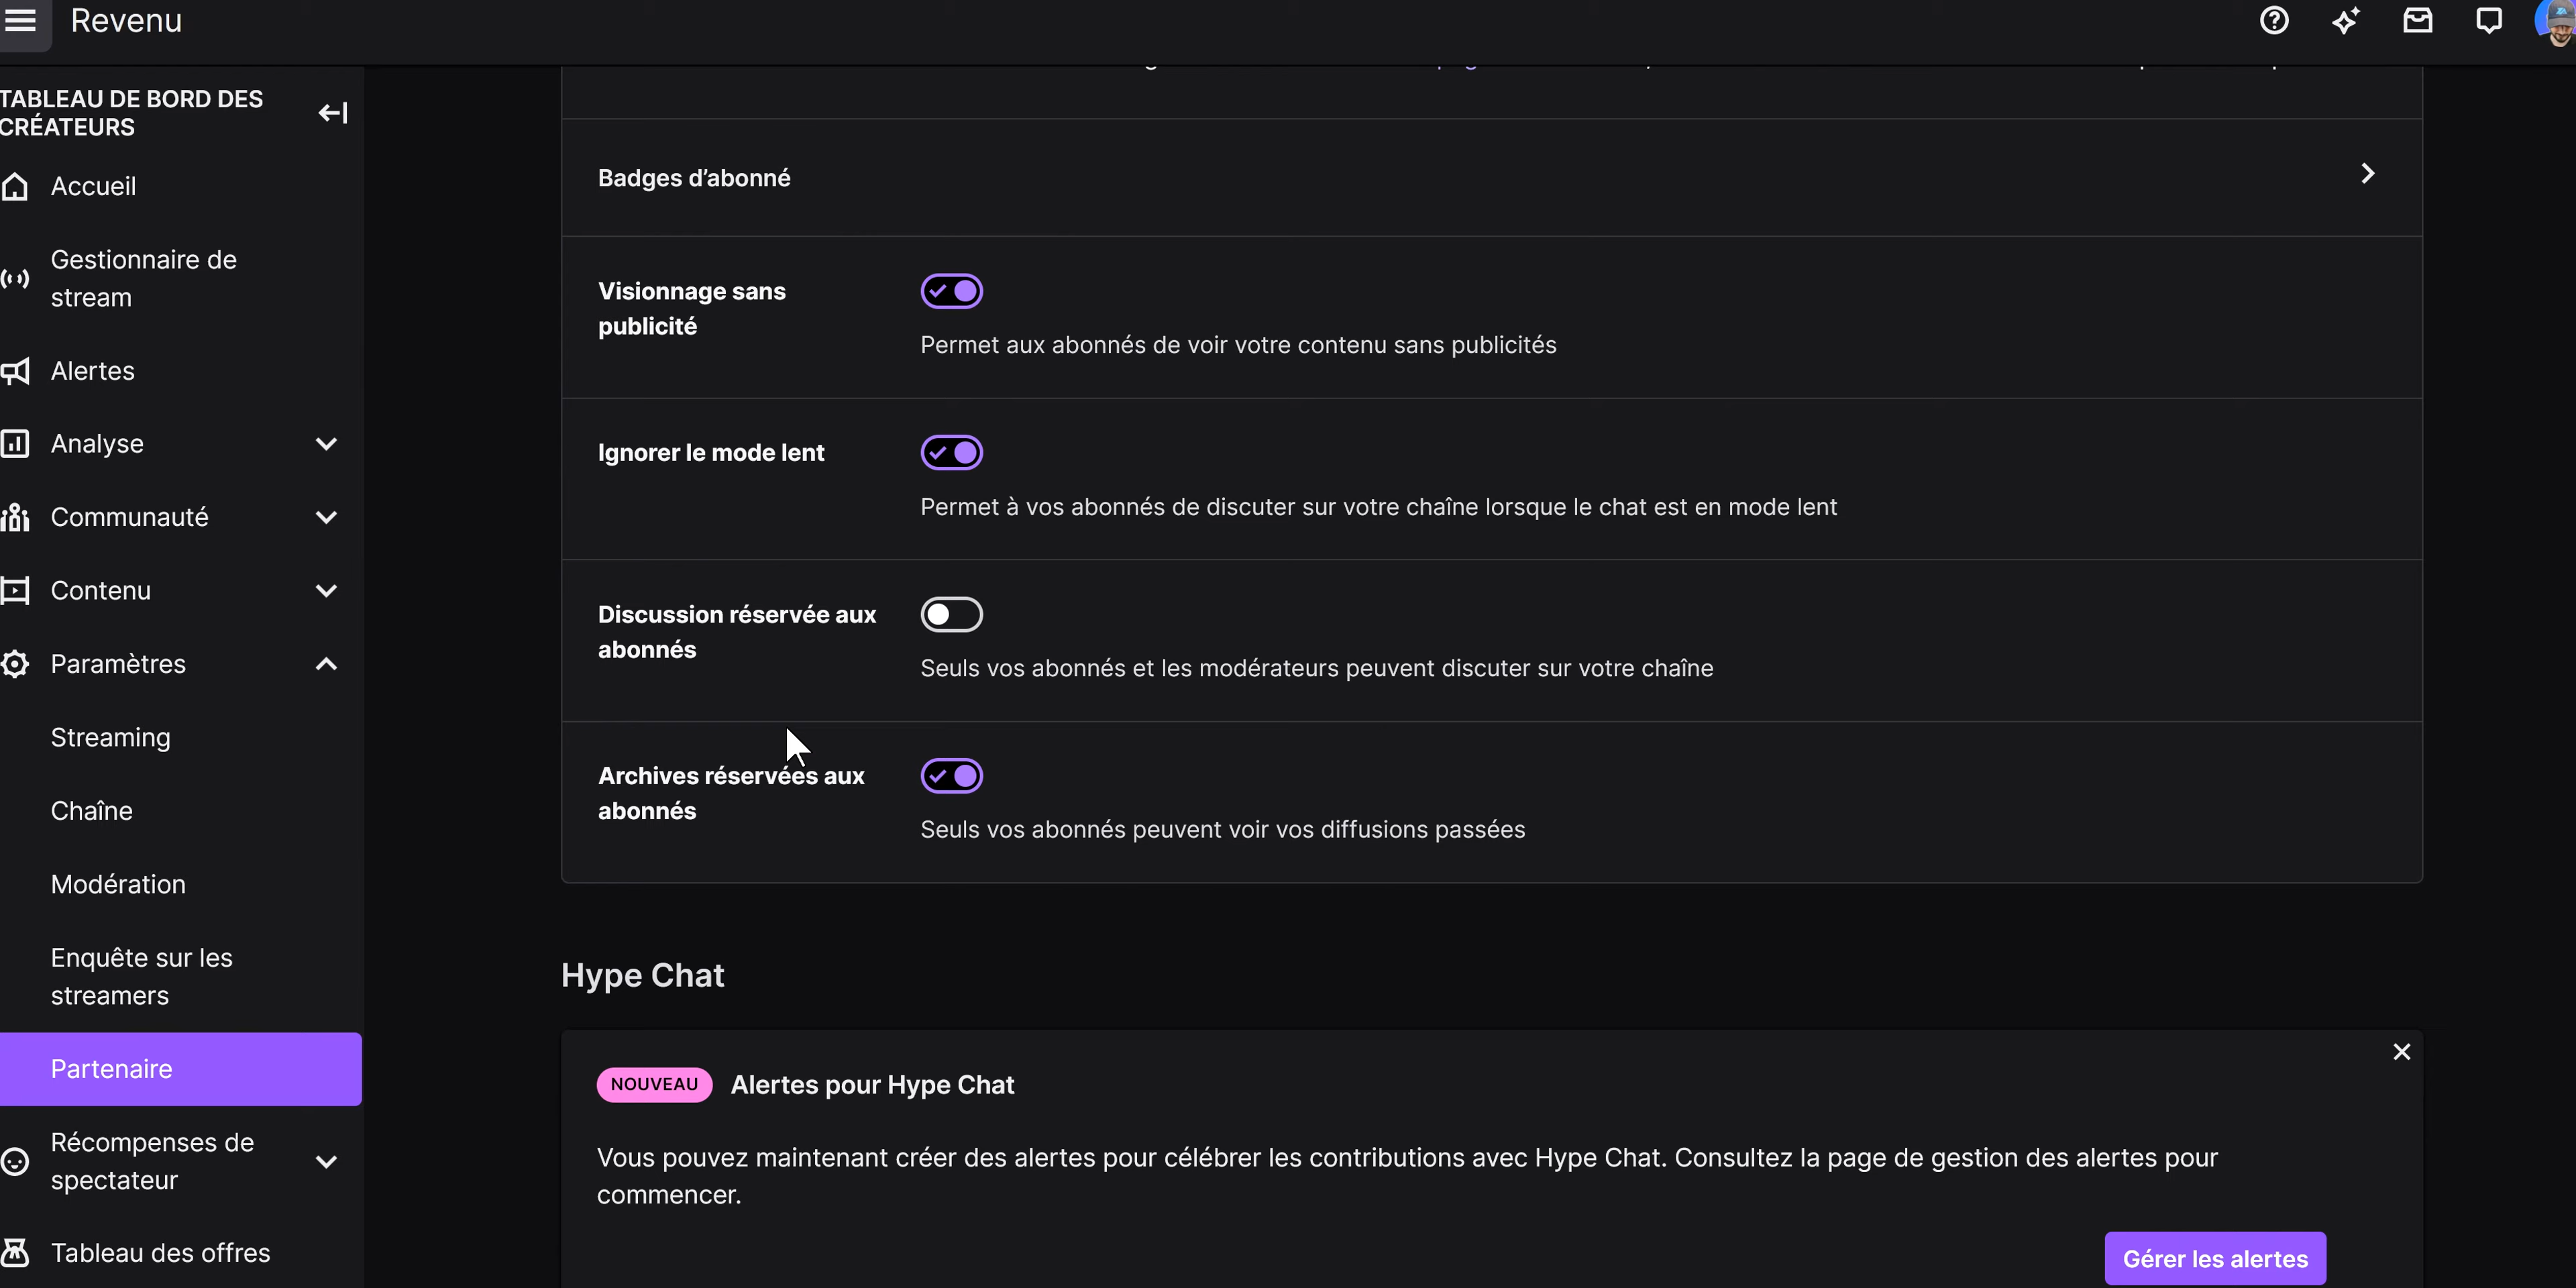 Revenu
TABLEAU DE BORD DES
CRÉATEURS
Accueil
Gestionnaire de
stream
Alertes
Analyse
Communauté
Contenu
Paramètres
Streaming
Chaîne
Modération
Enquête sur les
streamers
Partenaire
Récompenses de
spectateur
Tableau des offres
Badges d’abonné
Visionnage sans
publicité
Permet aux abonnés de voir votre contenu sans publicités
Ignorer le mode lent
Permet à vos abonnés de discuter sur votre chaîne lorsque le chat est en mode lent
Discussion réservée aux
abonnés
Seuls vos abonnés et les modérateurs peuvent discuter sur votre chaîne
Archives réservées aux
abonnés
Seuls vos abonnés peuvent voir vos diffusions passées
Hype Chat
NOUVEAU Alertes pour Hype Chat
Vous pouvez maintenant créer des alertes pour célébrer les contributions avec Hype Chat. Consultez la page de gestion des alertes pour
commencer.
Gérer les alertes